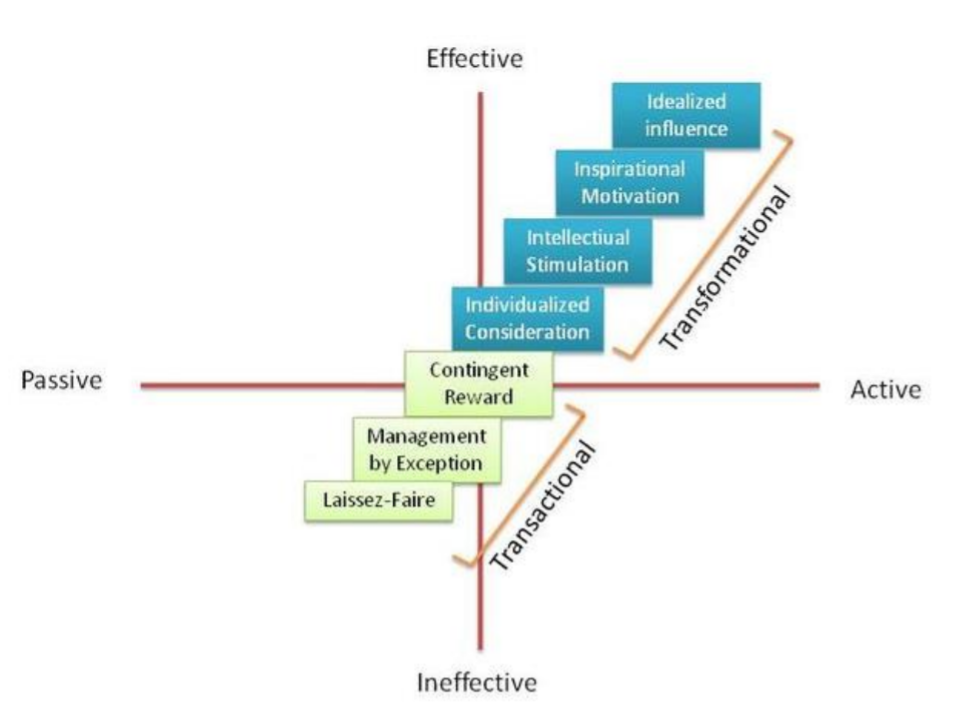 Effective
Idealized
influence
Inspirational
Motivation
Intellectiual
Stimulation
Individualized
Consideration
Transformational
Passive
Contingent
Reward
Active
Management
by Exception
Laissez-Faire
Transactional
Ineffective